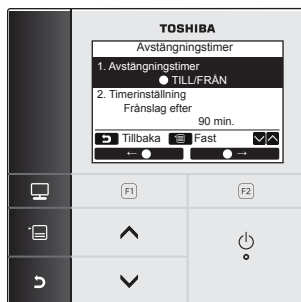 TOSHIBA
Avstängningstimer
1. Avstängningstimer
TILL/FRÅN
2. Timerinställning
Frånslag efter
90 min.
Tillbaka Fast
F1 F2